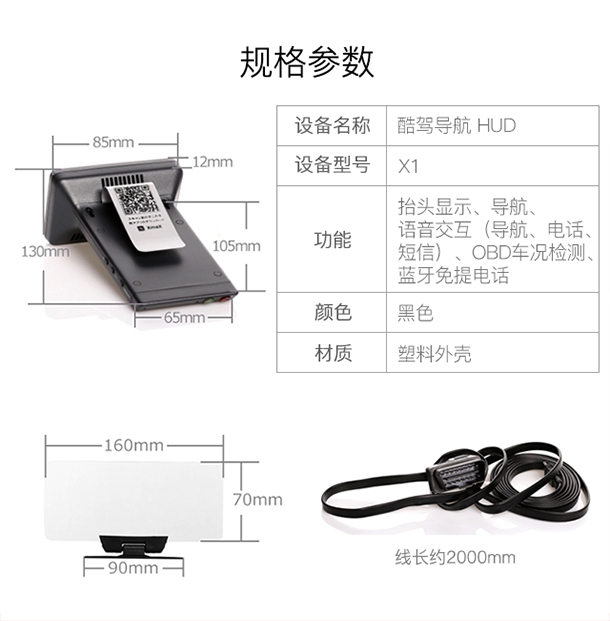 规格参数
85mm
12mm
130mm
105mm
65mm
设备名称
酷驾导航 HUD
设备型号
X1
功能
抬头显示、导航、
语音交互（导航、电话、
短信）、OBD车况检测、
蓝牙免提电话
颜色
黑色
材质
塑料外壳
160mm
70mm
90mm
线长约2000mm